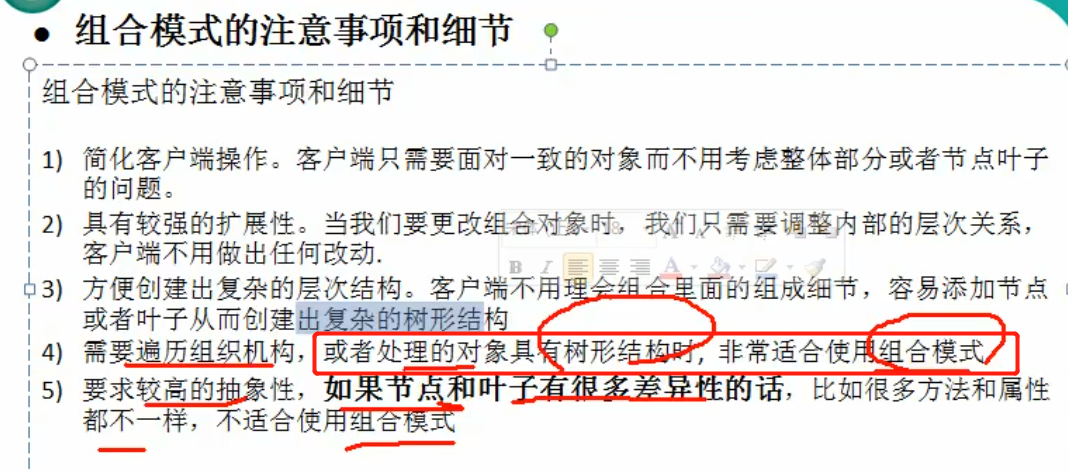 ● 组合模式的注意事项和细节
组合模式的注意事项和细节
1) 简化客户端操作。客户端只需要面对一致的对象而不用考虑整体部分或者节点叶子
的问题。
2) 具有较强的扩展性。当我们要更改组合对象时，我们只需要调整内部的层次关系，
客户端不用做出任何改动.
3) 方便创建出复杂的层次结构。客户端不用理会组合里面的组成细节，容易添加节点
或者叶子从而创建出复杂的树形结构
4) 需要遍历组织机构，或者处理的对象具有树形结构时, 非常适合使用组合模式.
5) 要求较高的抽象性，如果节点和叶子有很多差异性的话，比如很多方法和属性
都不一样，不适合使用组合模式
B I A